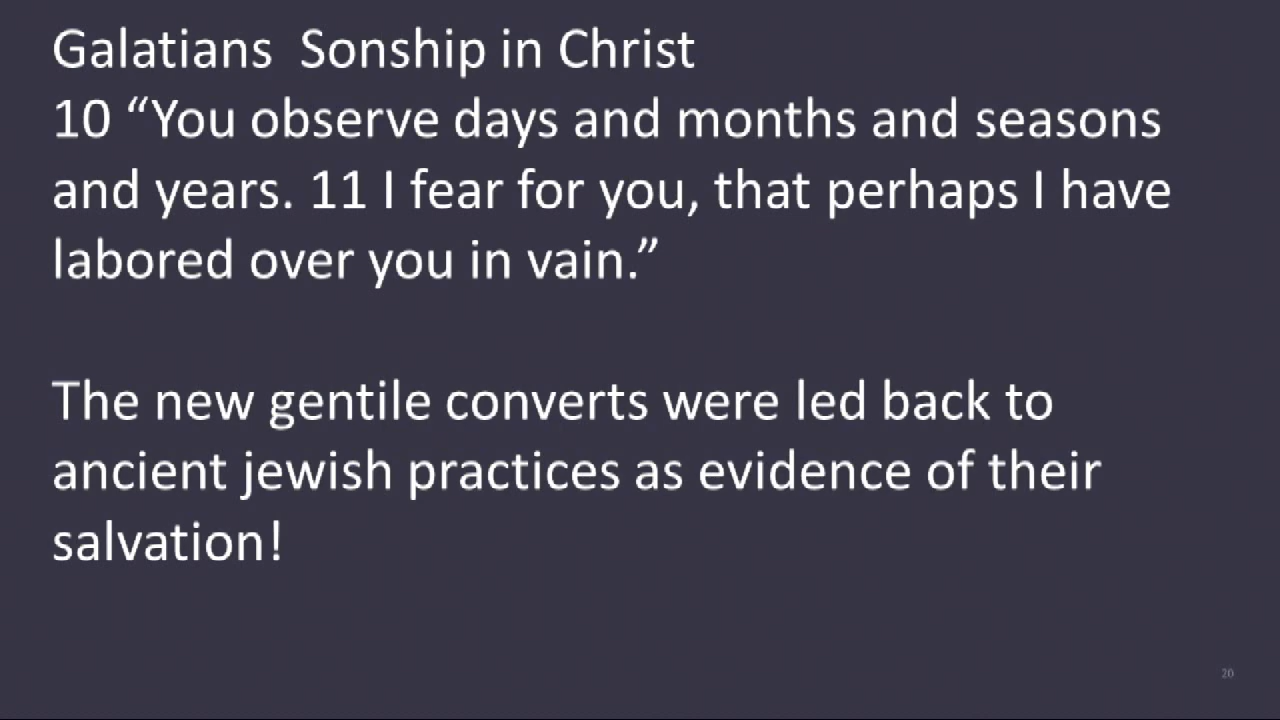 Galatians  Sonship in Christ
10 “You observe days and months and seasons
and years. 11 I fear for you, that perhaps I have
labored over you in vain.”
The new gentile converts were led back to
ancient jewish practices as evidence of their
salvation!
20